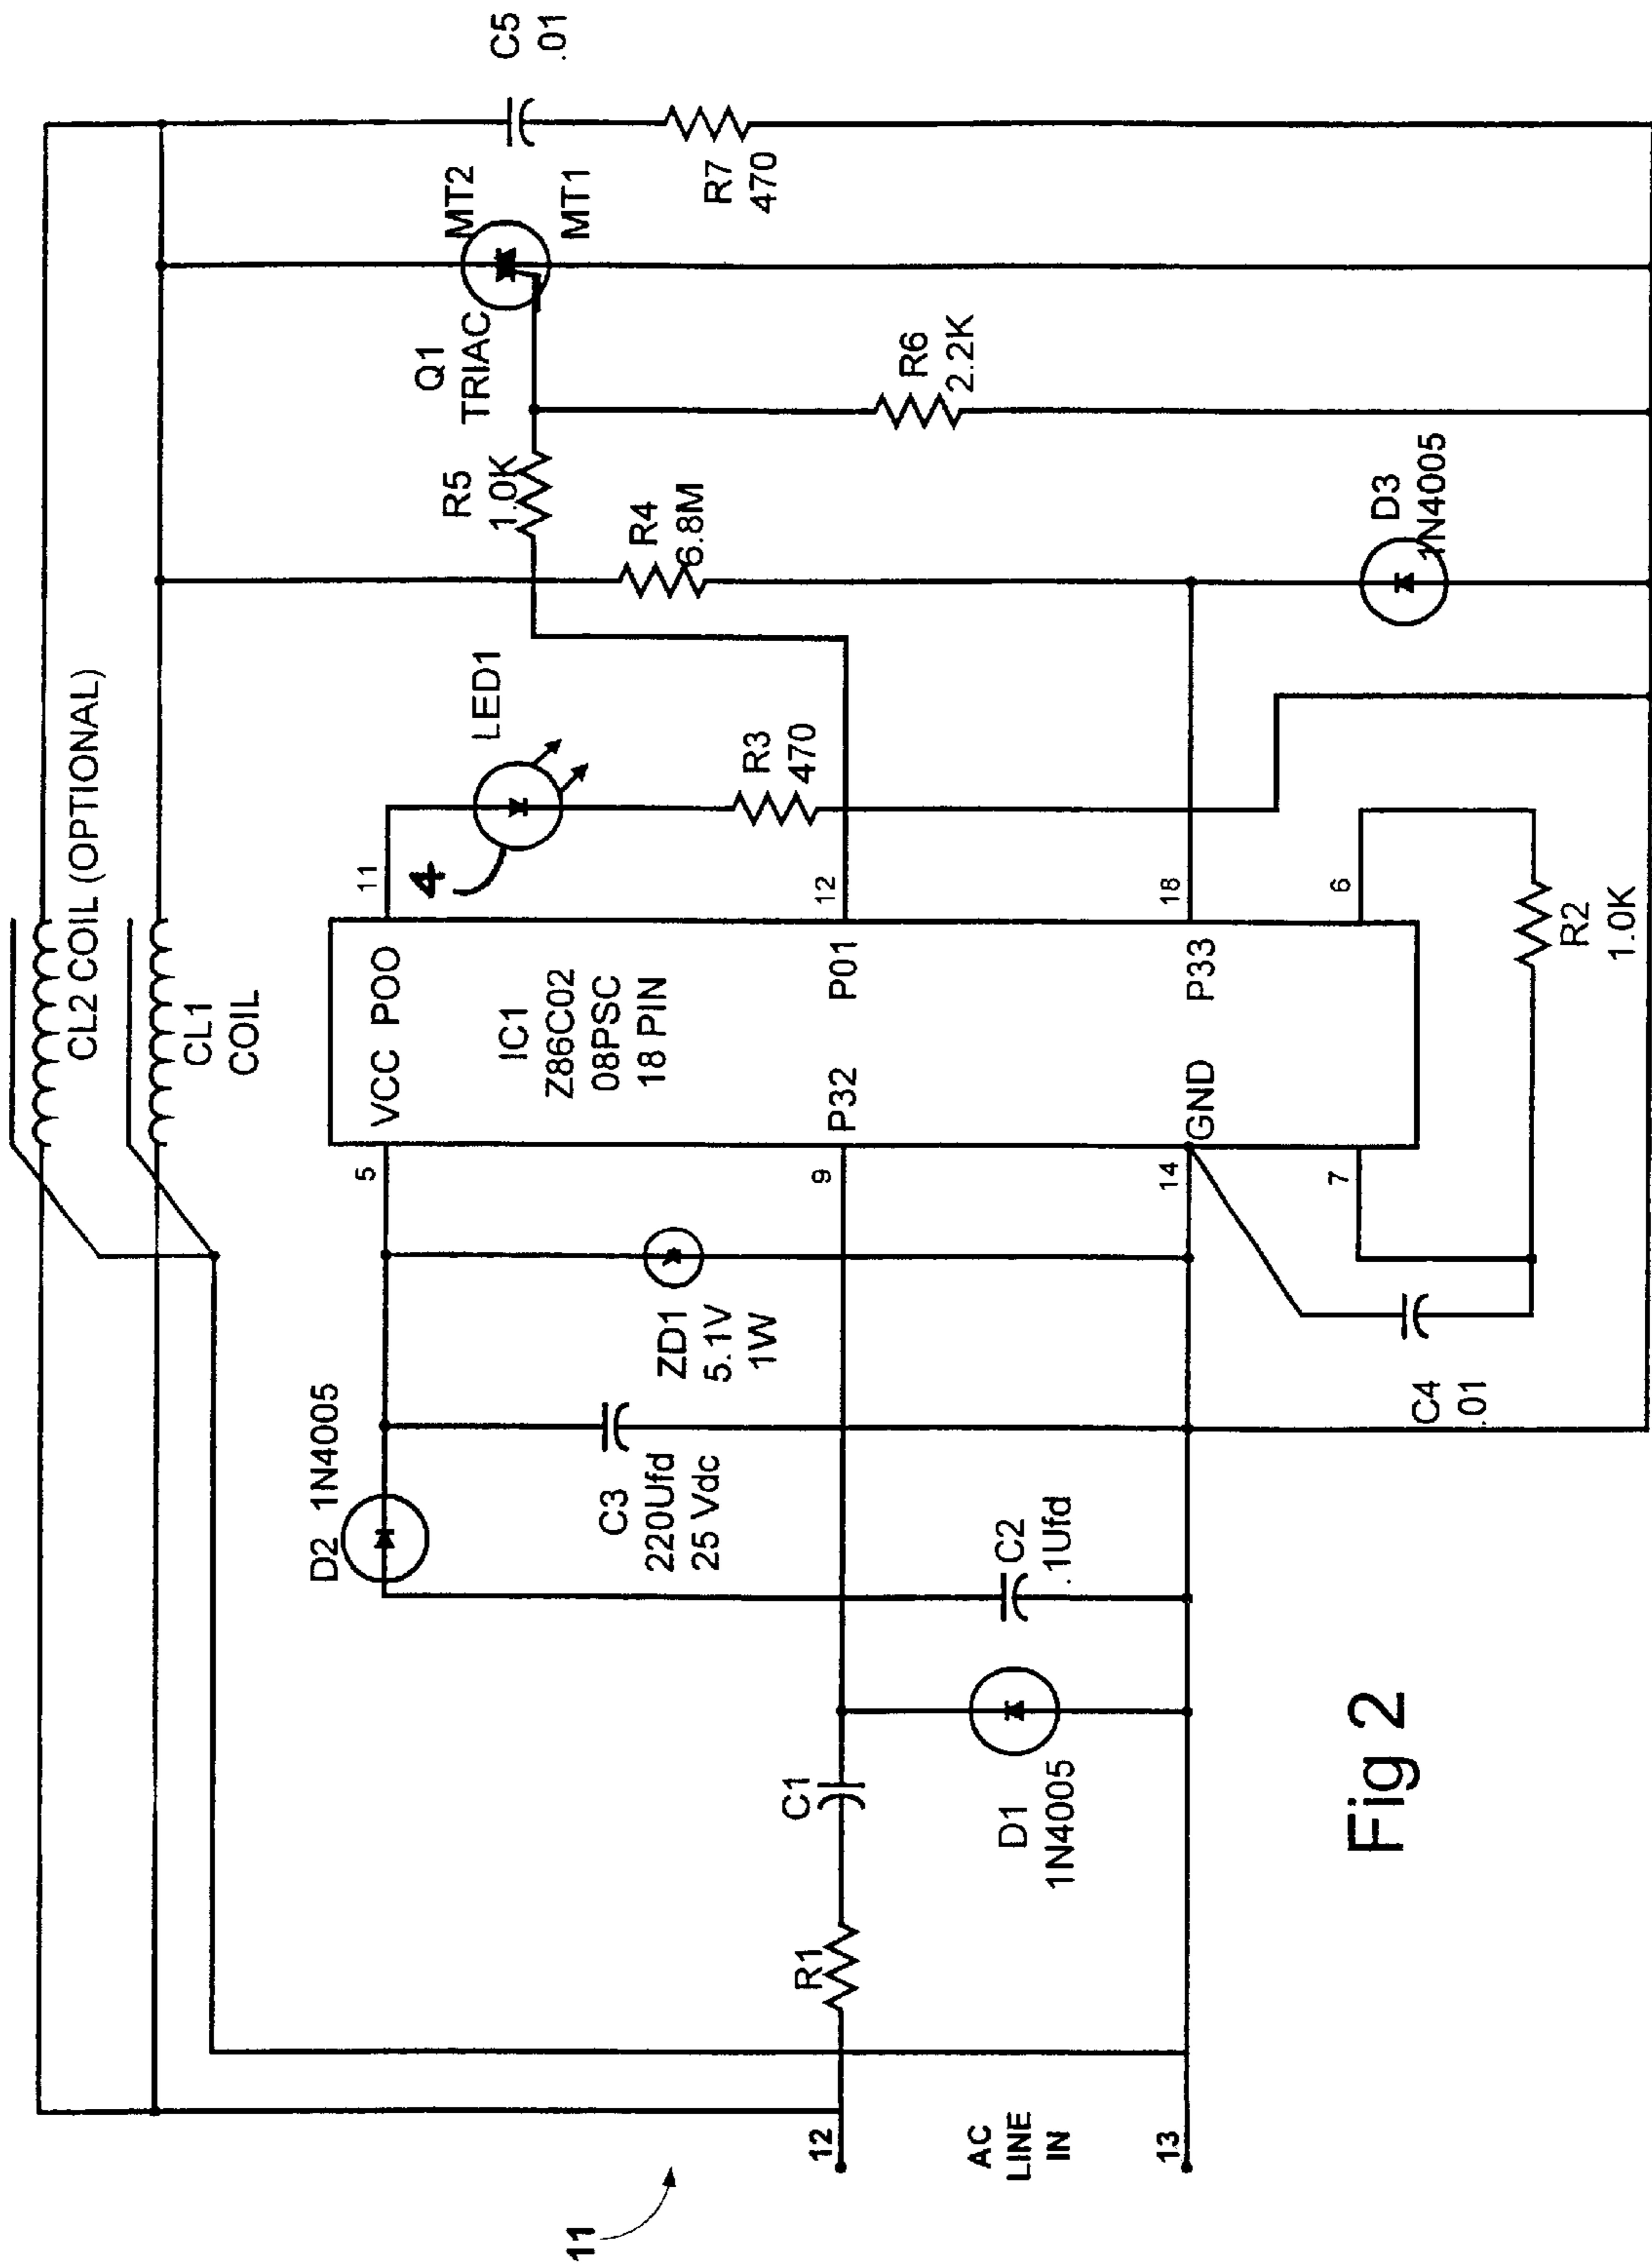 CL2 COIL (OPTIONAL)
CL1
COIL
C5
.01
MT2
MT1
Q1
TRIAC
R7
470
R5
1.0K
R6
2.2K
R4
6.8M
D3
1N4005
LED1
4
R3
470
D2 1N4005
5
VCC POO
11
IC1
Z86C02
08PSC
18 PIN
ZD1
5.1V
1W
C3
220Ufd
25 Vdc
9
P32
P01
12
C1
R1
12
D1
1N4005
C2
.1Ufd
14
GND
P33
18
7
6
R2
1.0K
C4
.01
AC
LINE
IN
13
11
Fig 2